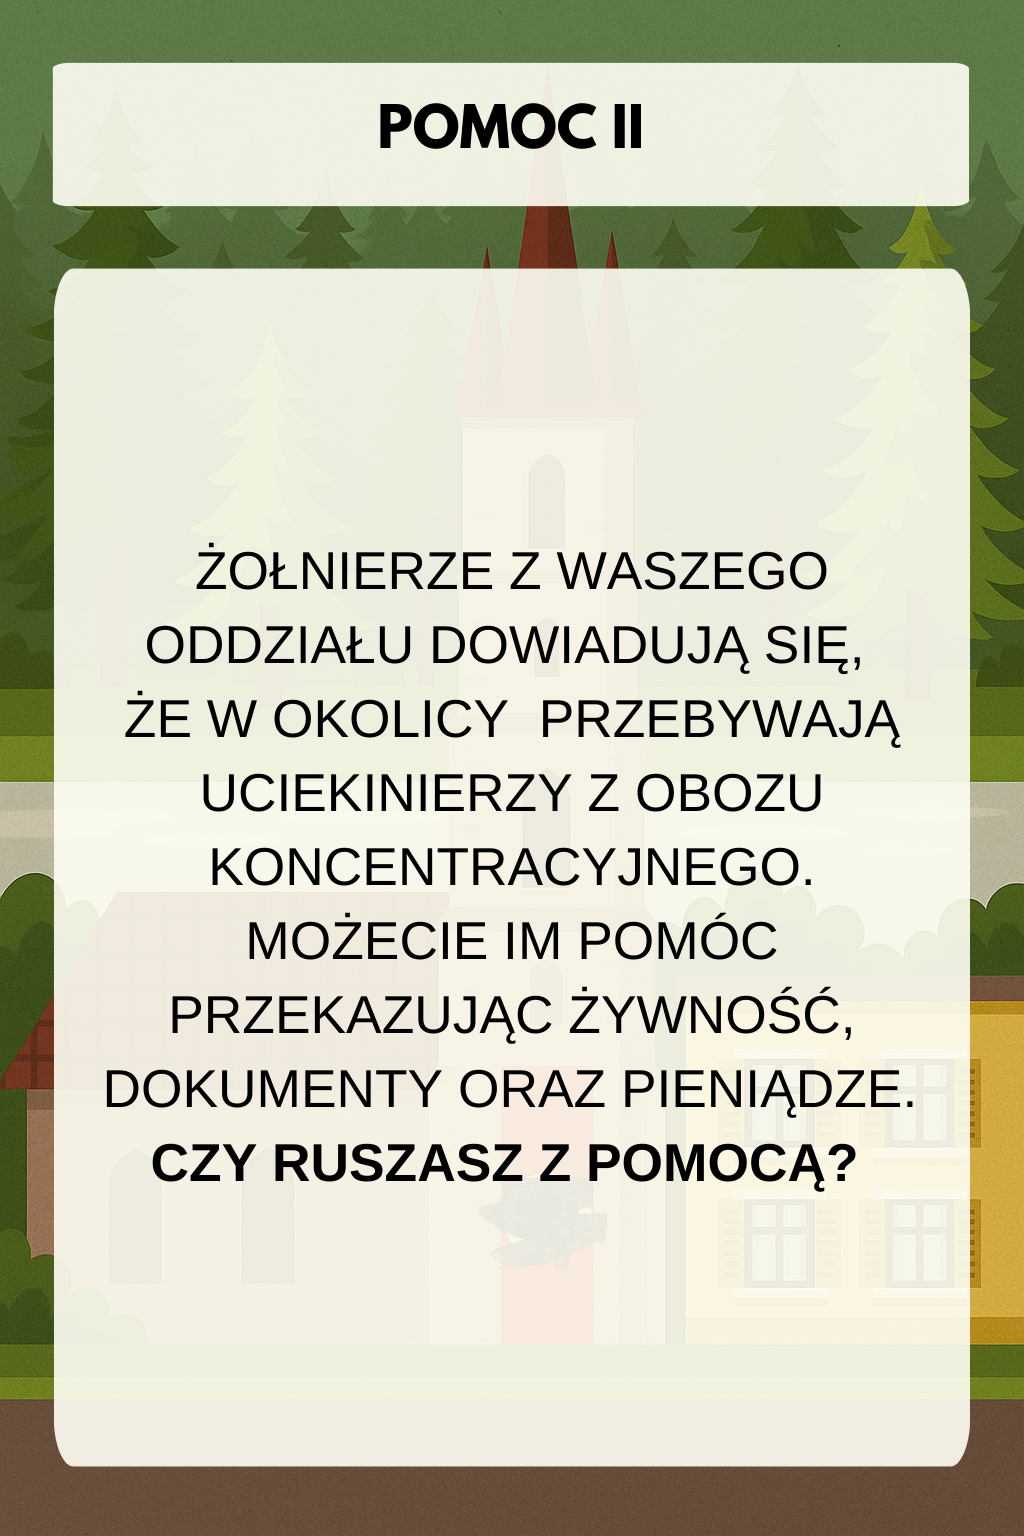 POMOC II
ŻOŁNIERZE Z WASZEGO
ODDZIAŁU DOWIADUJĄ SIĘ,
ŻE W OKOLICY PRZEBYWAJĄ
UCIEKINIERZY Z OBOZU
KONCENTRACYJNEGO.
MOŻECIE IM POMÓC
PRZEKAZUJĄC ŻYWNOŚĆ,
DOKUMENTY ORAZ PIENIĄDZE.
CZY RUSZASZ Z POMOCĄ?